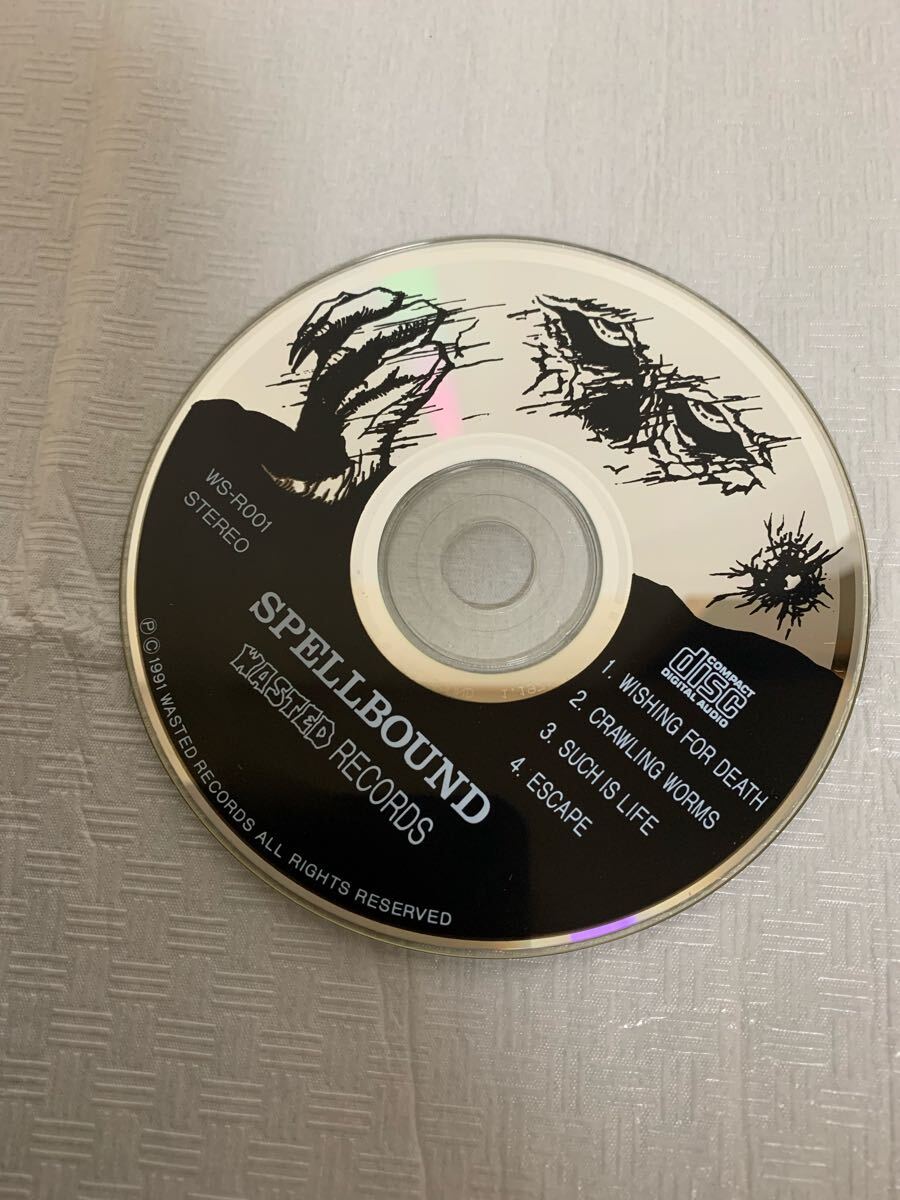 WS-R001
STEREO
SPELLBOUND
WASTED RECORDS
COMPACT
disc
DIGITAL AUDIO
1. WISHING FOR DEATH
2. CRAWLING WORMS
3. SUCH IS LIFE
4. ESCAPE
ⓅⒸ 1991 WASTED RECORDS ALL RIGHTS RESERVED